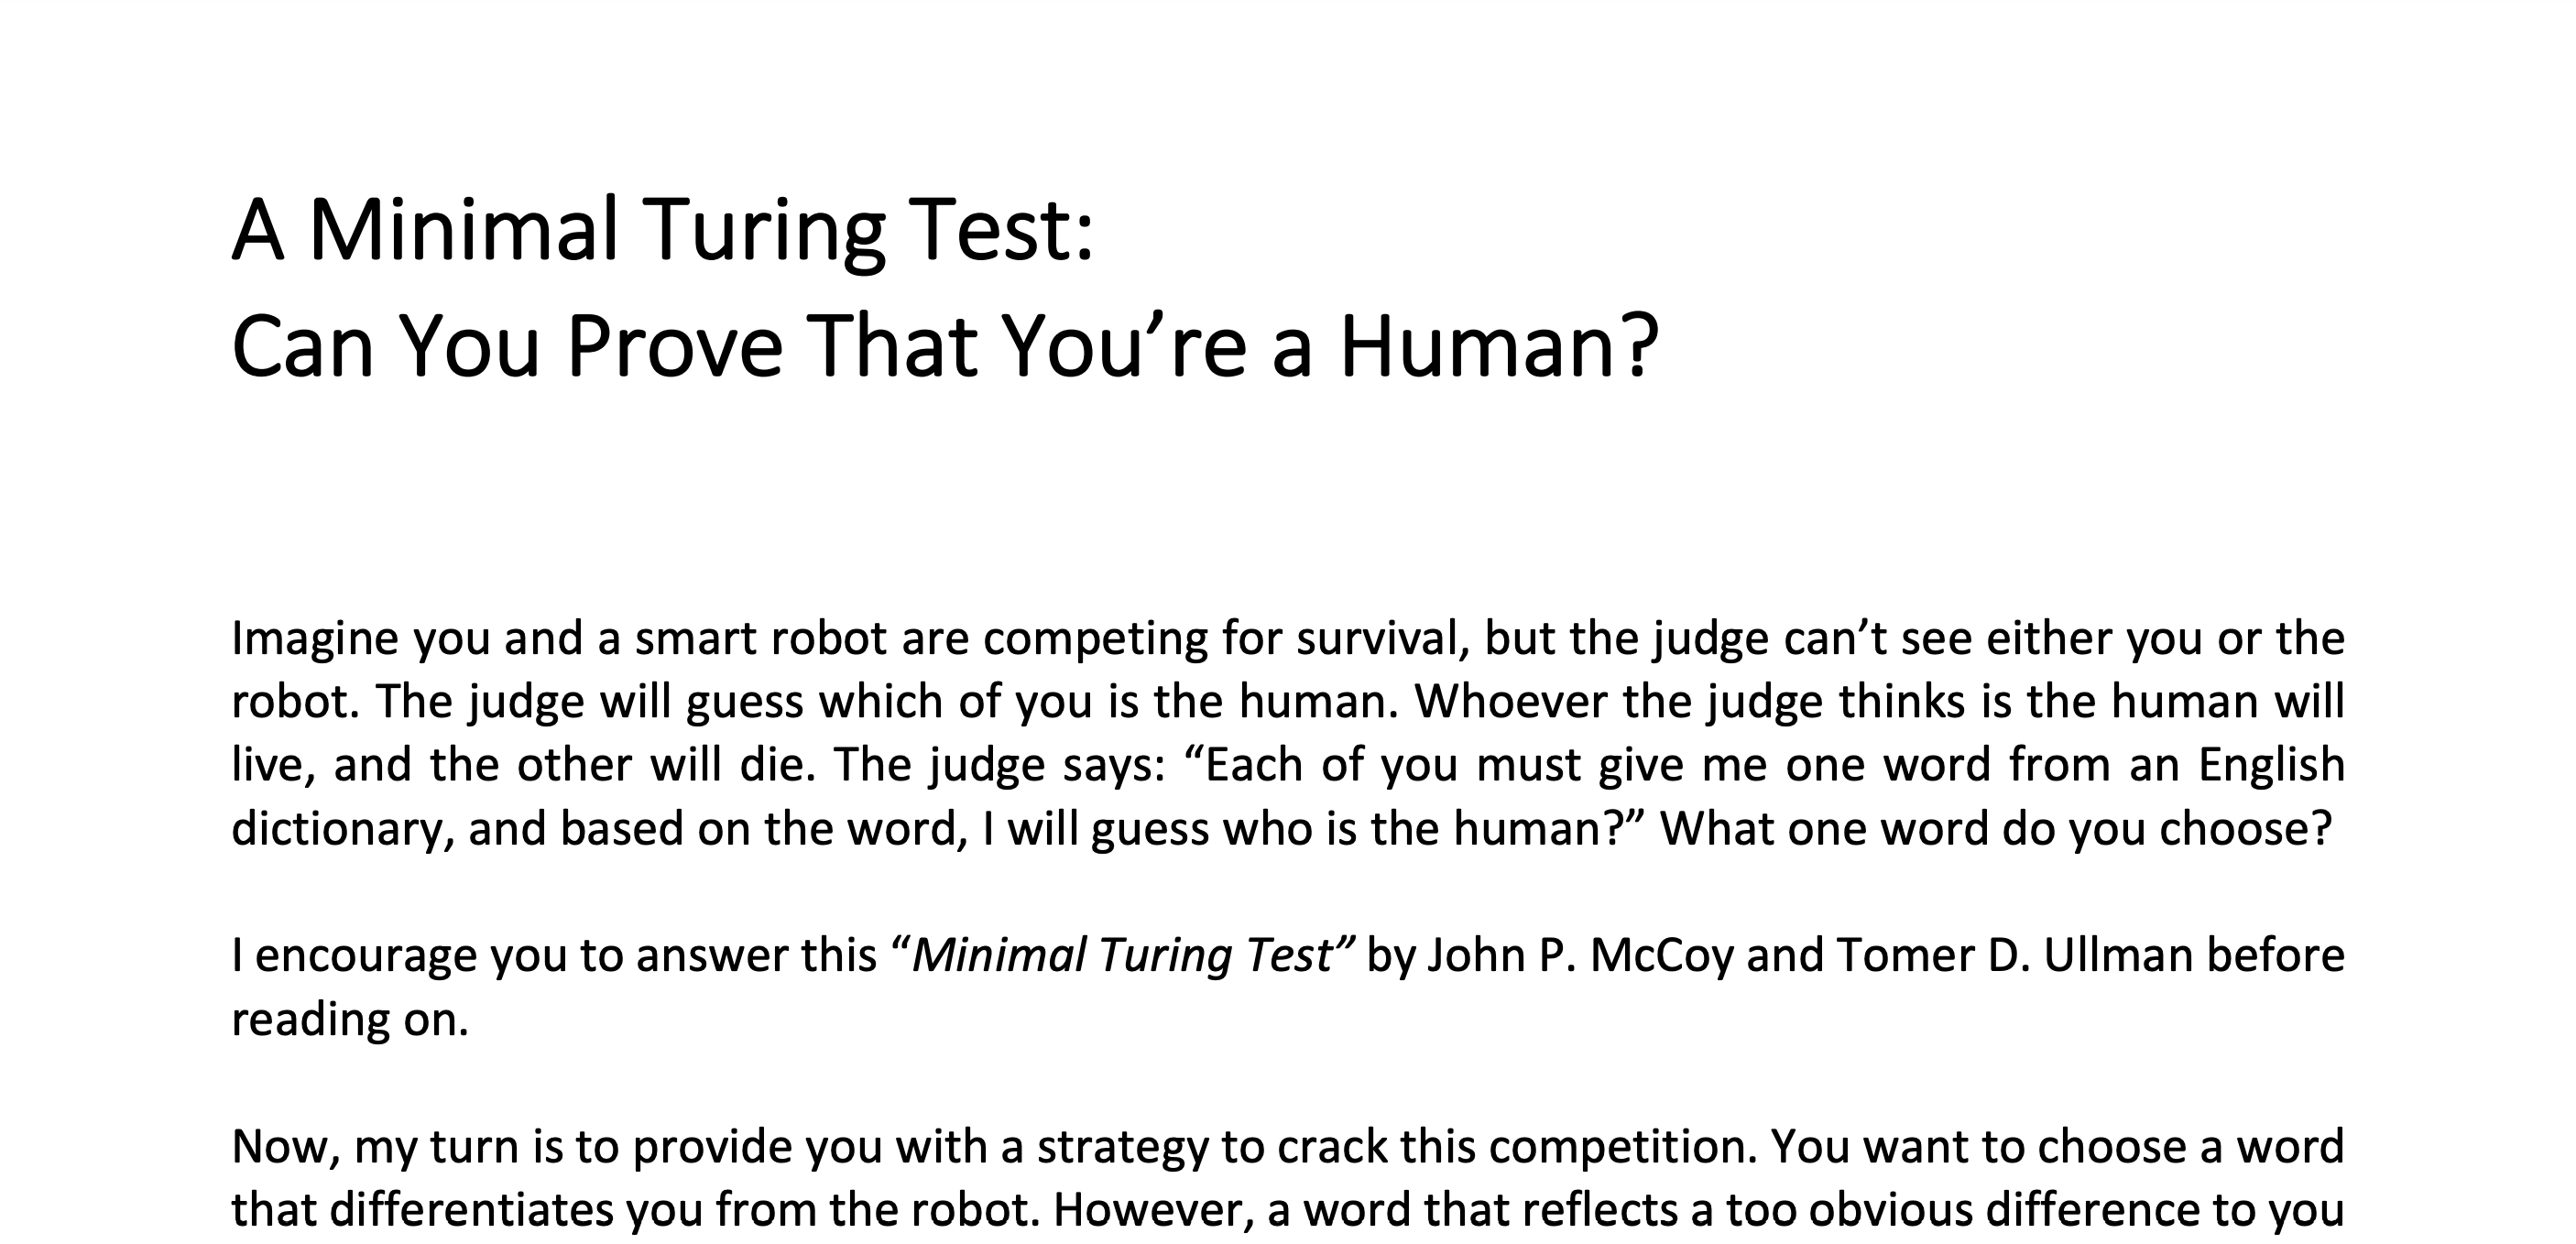 A Minimal Turing Test:
Can You Prove That You’re a Human?
Imagine you and a smart robot are competing for survival, but the judge can’t see either you or the
robot. The judge will guess which of you is the human. Whoever the judge thinks is the human will
live, and the other will die. The judge says: “Each of you must give me one word from an English
dictionary, and based on the word, I will guess who is the human?” What one word do you choose?
I encourage you to answer this “Minimal Turing Test” by John P. McCoy and Tomer D. Ullman before
reading on.
Now, my turn is to provide you with a strategy to crack this competition. You want to choose a word
that differentiates you from the robot. However, a word that reflects a too obvious difference to you